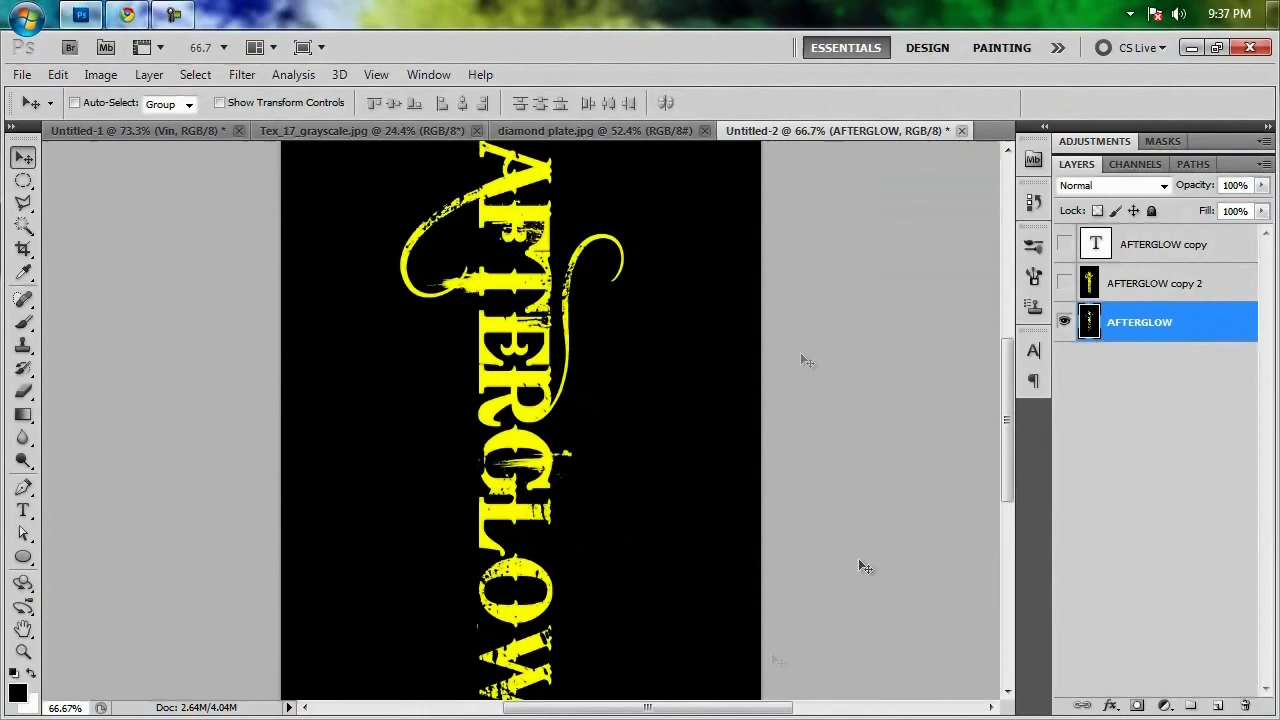 9:37 PM
Ps Br Mb 66.7 ESSENTIALS DESIGN PAINTING CS Live
File Edit Image Layer Select Filter Analysis 3D View Window Help
Auto-Select: Group Show Transform Controls
Untitled-1 @ 73.3% (Vin, RGB/8) * Tex_17_grayscale.jpg @ 24.4% (RGB/8*) diamond plate.jpg @ 52.4% (RGB/8#) Untitled-2 @ 66.7% (AFTERGLOW, RGB/8) *
ADJUSTMENTS MASKS
LAYERS CHANNELS PATHS
Normal Opacity: 100%
Lock: Fill: 100%
T AFTERGLOW copy
AFTERGLOW copy 2
AFTERGLOW
AFTERGLOW
66.67% Doc: 2.64M/4.04M